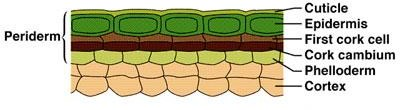 Periderm
Cuticle
Epidermis
First cork cell
Cork cambium
Phelloderm
Cortex